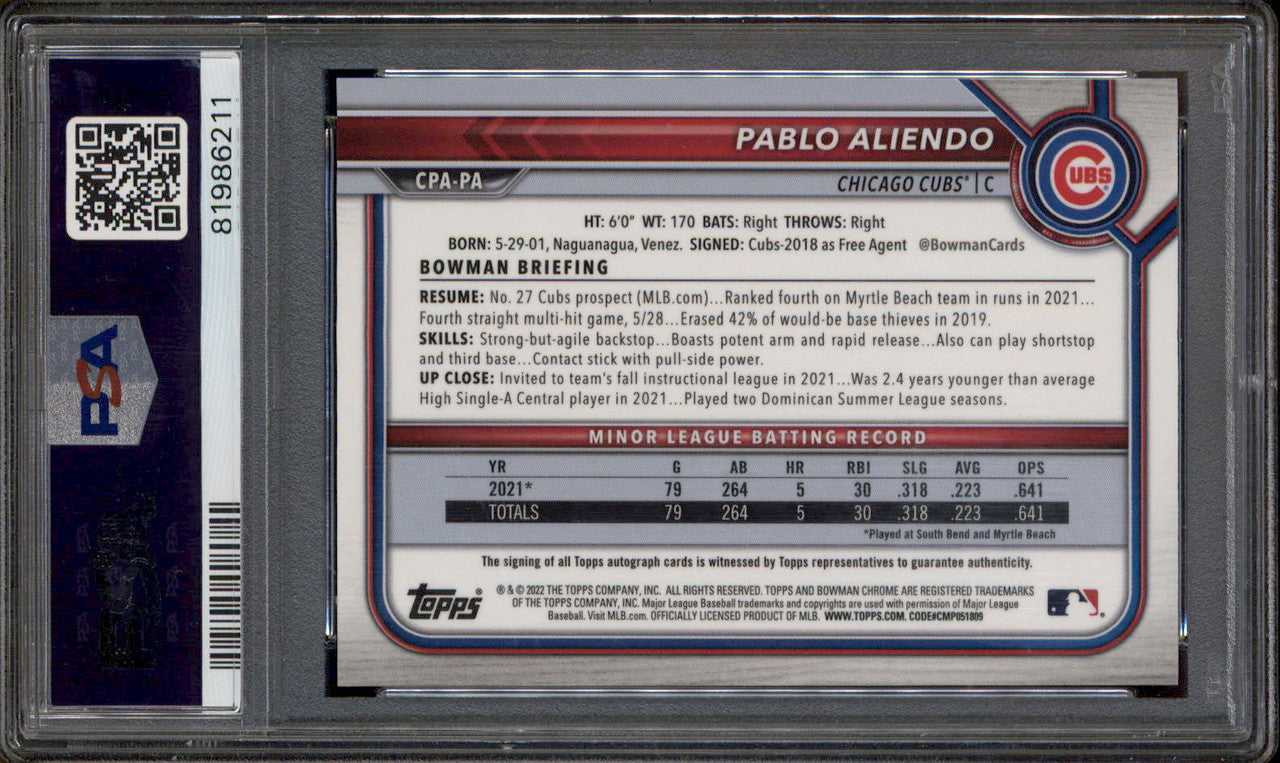 81986211
PSA
PABLO ALIENDO
CPA-PA
CHICAGO CUBS® | C
CUBS
HT: 6'0" WT: 170 BATS: Right THROWS: Right
BORN: 5-29-01, Naguanagua, Venez. SIGNED: Cubs-2018 as Free Agent @BowmanCards
BOWMAN BRIEFING
RESUME: No. 27 Cubs prospect (MLB.com)...Ranked fourth on Myrtle Beach team in runs in 2021...
Fourth straight multi-hit game, 5/28...Erased 42% of would-be base thieves in 2019.
SKILLS: Strong-but-agile backstop...Boasts potent arm and rapid release...Also can play shortstop
and third base...Contact stick with pull-side power.
UP CLOSE: Invited to team's fall instructional league in 2021...Was 2.4 years younger than average
High Single-A Central player in 2021...Played two Dominican Summer League seasons.
MINOR LEAGUE BATTING RECORD
YR G AB HR RBI SLG AVG OPS
2021* 79 264 5 30 .318 .223 .641
TOTALS 79 264 5 30 .318 .223 .641
*Played at South Bend and Myrtle Beach
The signing of all Topps autograph cards is witnessed by Topps representatives to guarantee authenticity.
Topps®
® & © 2022 THE TOPPS COMPANY, INC. ALL RIGHTS RESERVED. TOPPS AND BOWMAN CHROME ARE REGISTERED TRADEMARKS
OF THE TOPPS COMPANY, INC. Major League Baseball trademarks and copyrights are used with permission of Major League
Baseball. Visit MLB.com. OFFICIALLY LICENSED PRODUCT OF MLB. WWW.TOPPS.COM. CODE#CMP051809